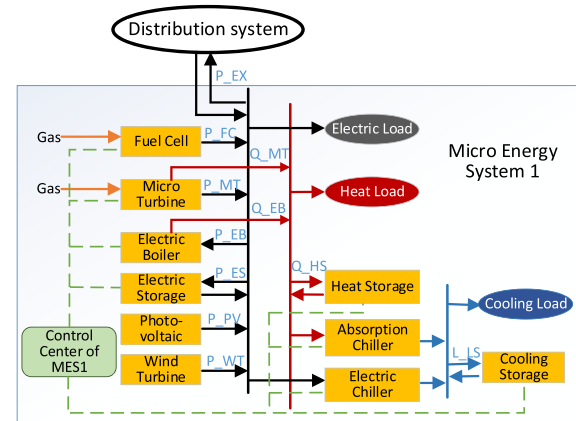 Distribution system
P_EX
Gas
Fuel Cell
P_FC
Electric Load
Micro Energy
System 1
Q_MT
Gas
Micro
Turbine
P_MT
Heat Load
Q_EB
Electric
Boiler
P_EB
Electric
Storage
P_ES
Q_HS
Heat Storage
Cooling Load
Photo-
voltaic
P_PV
Absorption
Chiller
Control
Center of
MES1
Wind
Turbine
P_WT
Electric
Chiller
L_LS
Cooling
Storage